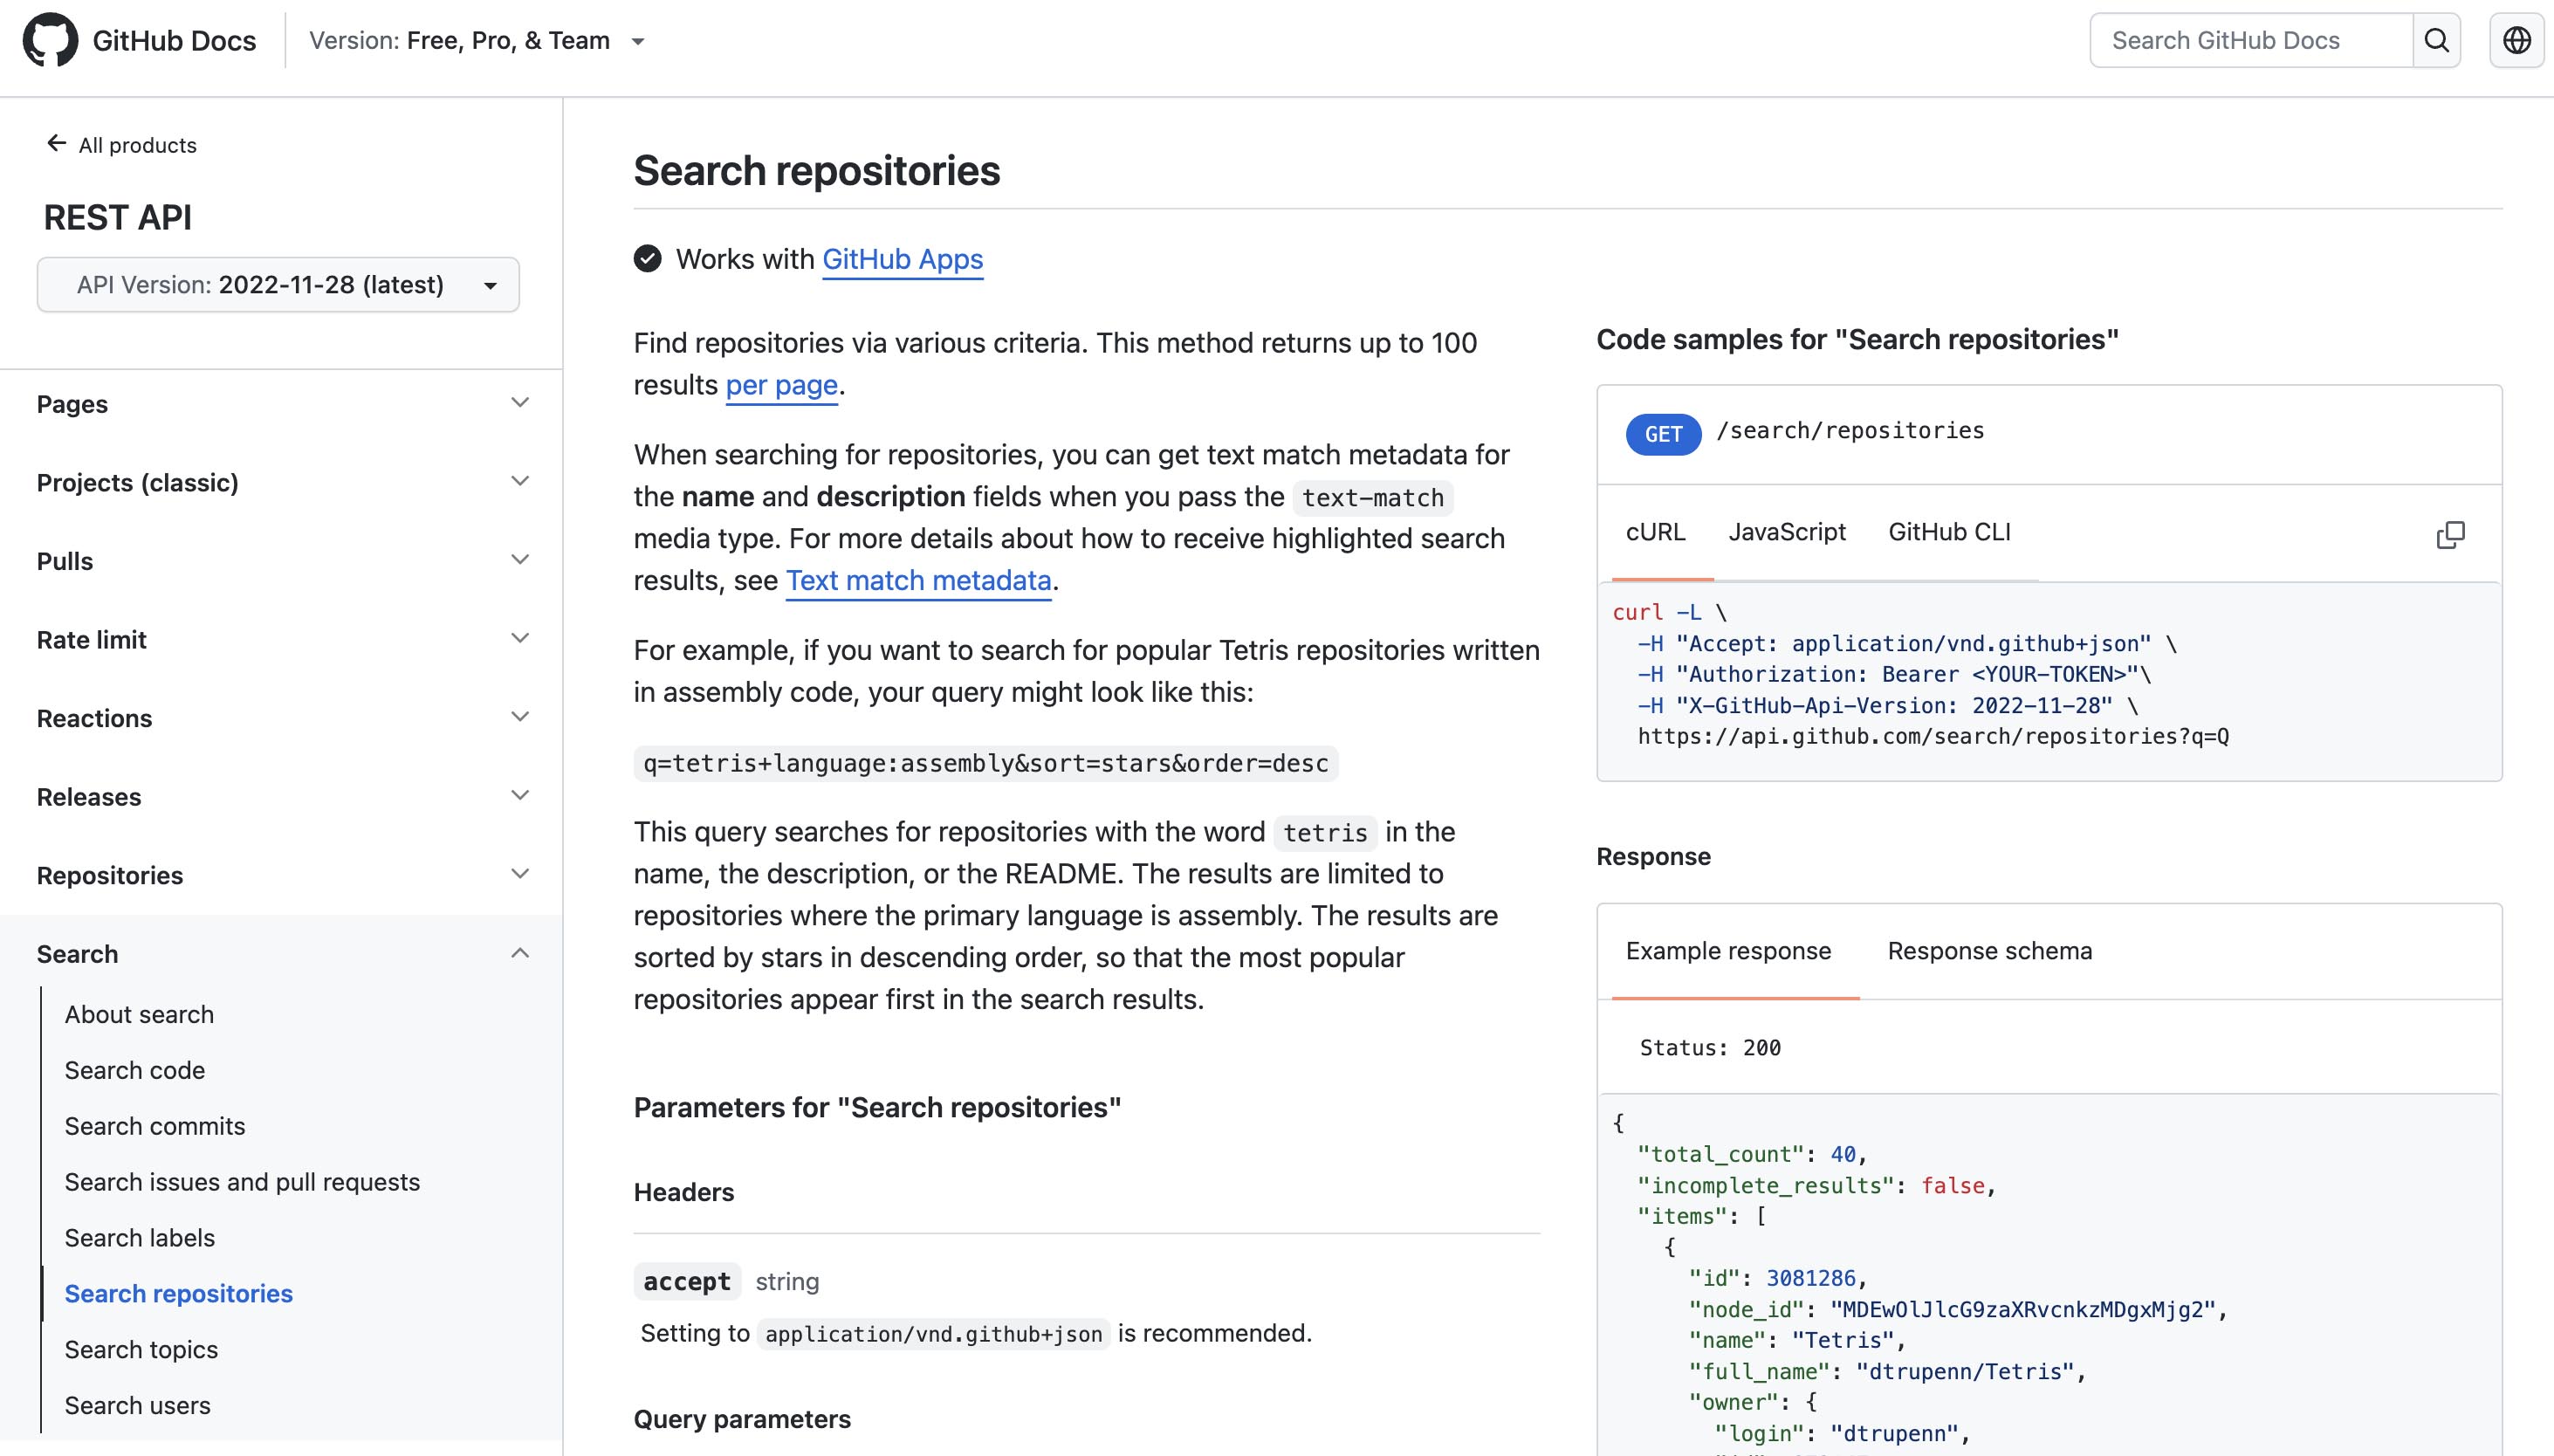 GitHub Docs
Version: Free, Pro, & Team
Search GitHub Docs
All products
REST API
API Version: 2022-11-28 (latest)
Pages
Projects (classic)
Pulls
Rate limit
Reactions
Releases
Repositories
Search
About search
Search code
Search commits
Search issues and pull requests
Search labels
Search repositories
Search topics
Search users
Search repositories
Works with GitHub Apps
Find repositories via various criteria. This method returns up to 100
results per page.
When searching for repositories, you can get text match metadata for
the name and description fields when you pass the text-match
media type. For more details about how to receive highlighted search
results, see Text match metadata.
For example, if you want to search for popular Tetris repositories written
in assembly code, your query might look like this:
q=tetris+language:assembly&sort=stars&order=desc
This query searches for repositories with the word tetris in the
name, the description, or the README. The results are limited to
repositories where the primary language is assembly. The results are
sorted by stars in descending order, so that the most popular
repositories appear first in the search results.
Parameters for "Search repositories"
Headers
accept string
Setting to application/vnd.github+json is recommended.
Query parameters
Code samples for "Search repositories"
GET /search/repositories
cURL JavaScript GitHub CLI
curl -L \
-H "Accept: application/vnd.github+json" \
-H "Authorization: Bearer <YOUR-TOKEN>"\
-H "X-GitHub-Api-Version: 2022-11-28" \
https://api.github.com/search/repositories?q=Q
Response
Example response Response schema
Status: 200
{
"total_count": 40,
"incomplete_results": false,
"items": [
{
"id": 3081286,
"node_id": "MDEwOlJlcG9zaXRvcnkzMDgxMjg2",
"name": "Tetris",
"full_name": "dtrupenn/Tetris",
"owner": {
"login": "dtrupenn",